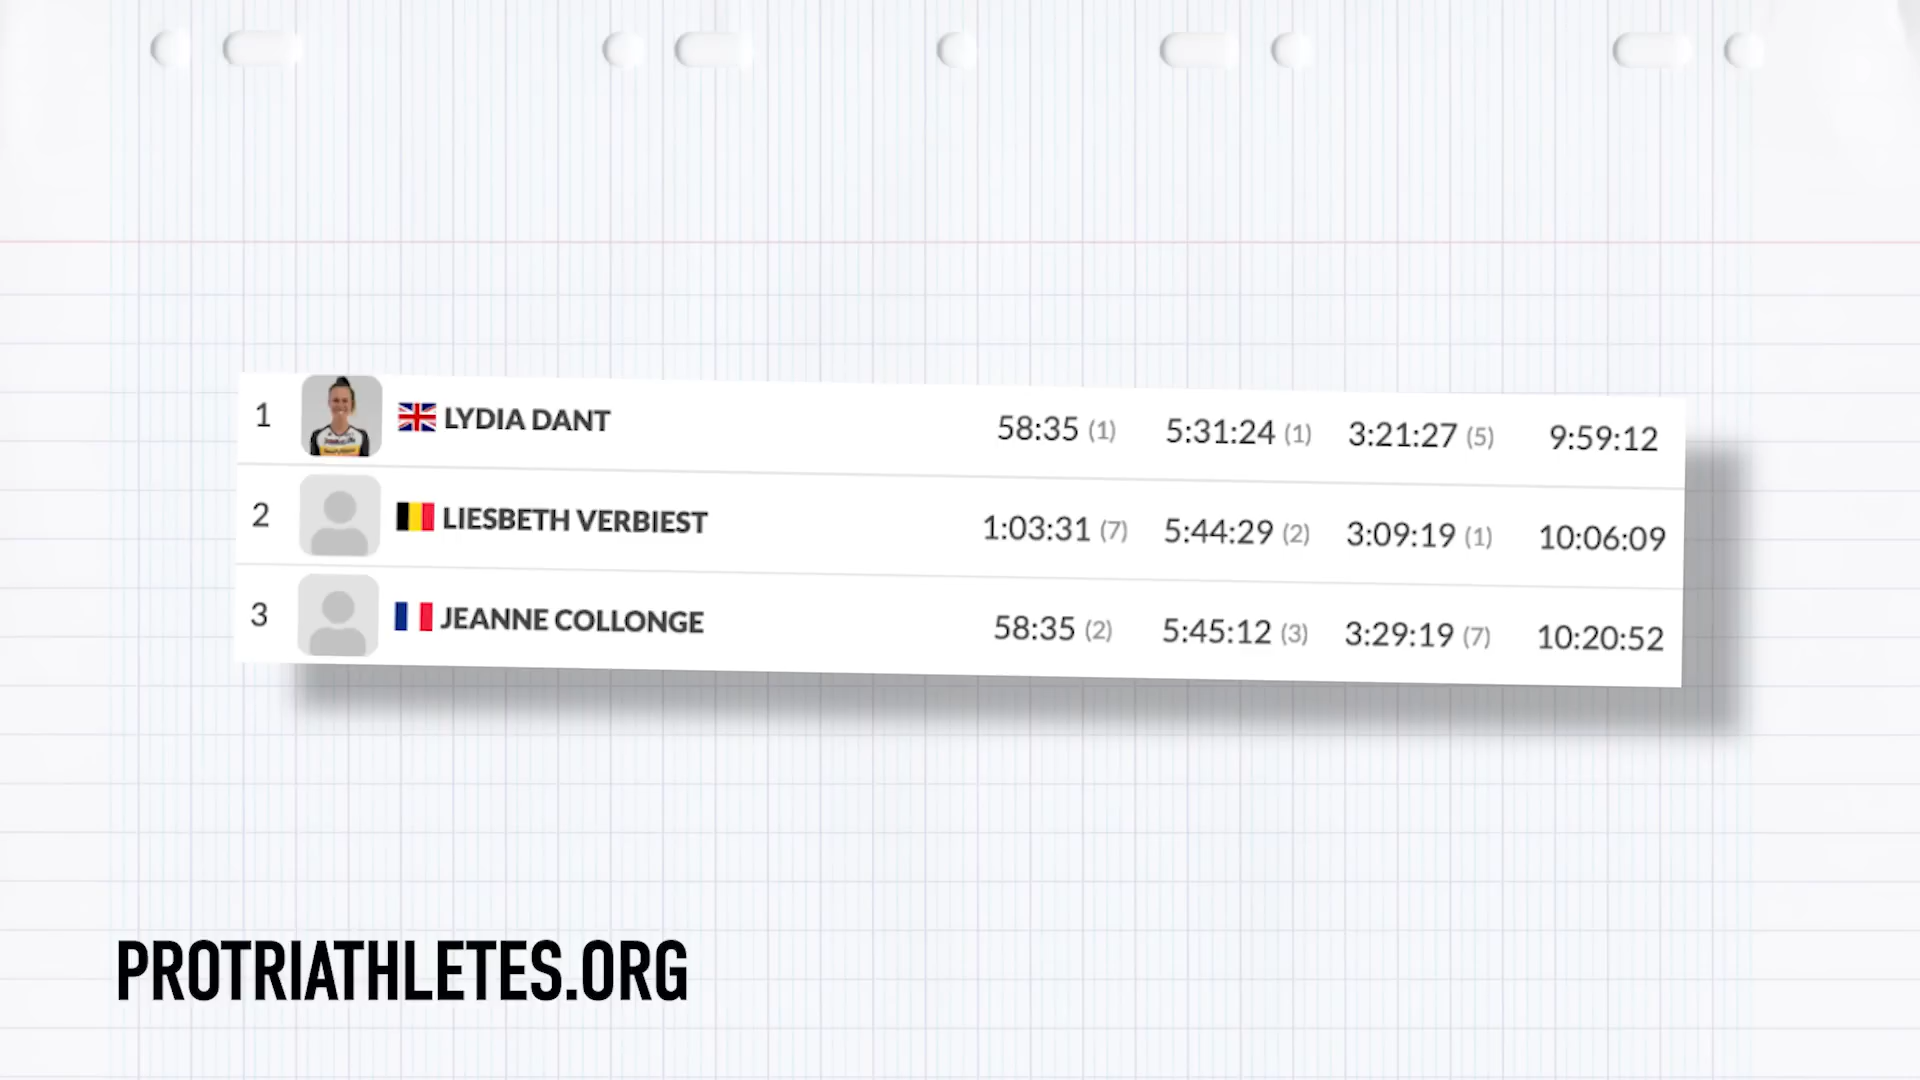 1 LYDIA DANT 58:35 (1) 5:31:24 (1) 3:21:27 (5) 9:59:12
2 LIESBETH VERBIEST 1:03:31 (7) 5:44:29 (2) 3:09:19 (1) 10:06:09
3 JEANNE COLLONGE 58:35 (2) 5:45:12 (3) 3:29:19 (7) 10:20:52
PROTRIATHLETES.ORG